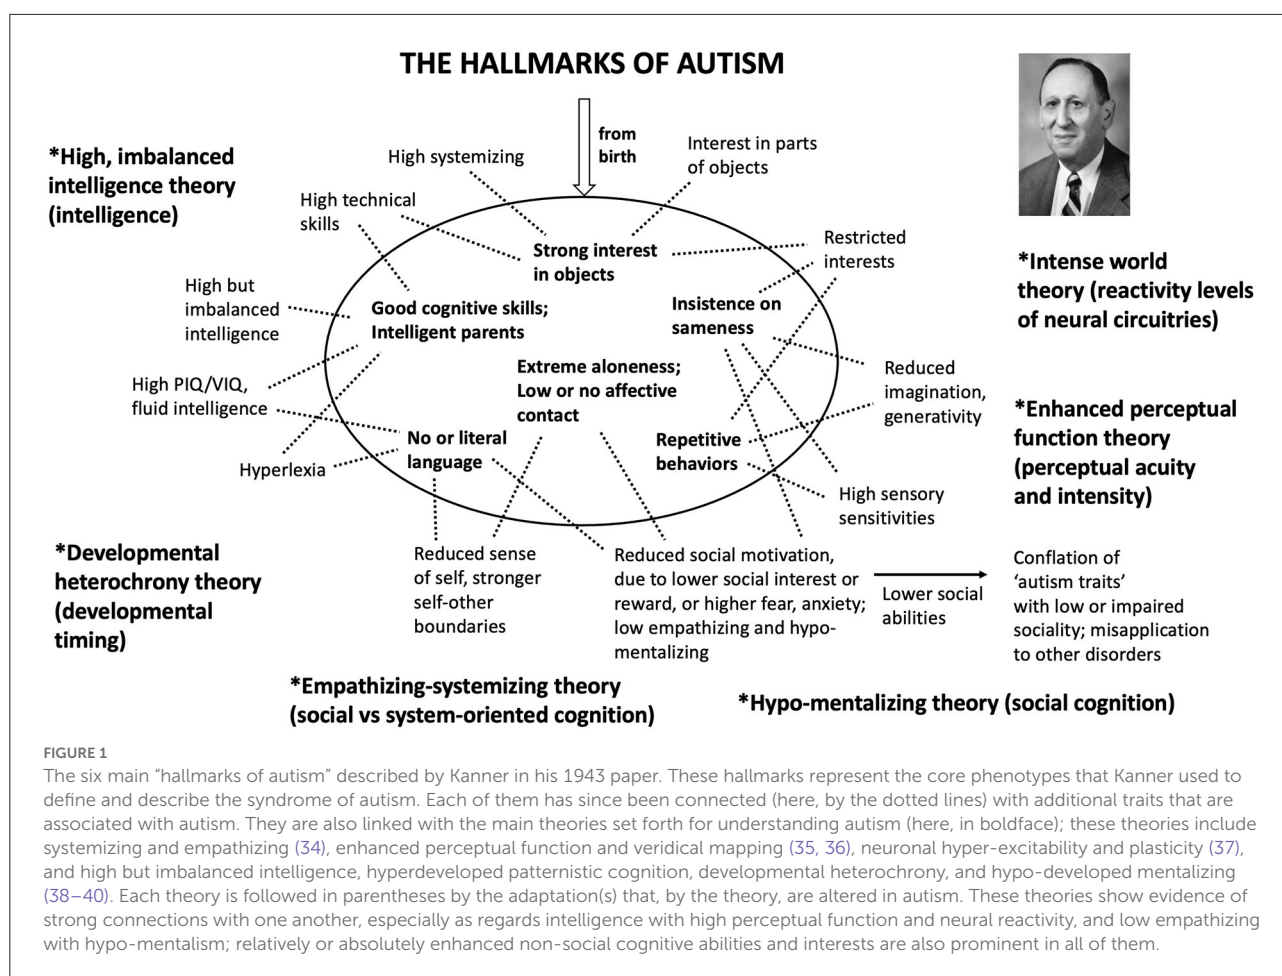 THE HALLMARKS OF AUTISM
from
birth
*High, imbalanced
intelligence theory
(intelligence)
High systemizing
Interest in parts
of objects
High technical
skills
Strong interest
in objects
Restricted
interests
*Intense world
theory (reactivity levels
of neural circuitries)
High but
imbalanced
intelligence
Good cognitive skills;
Intelligent parents
Insistence on
sameness
Extreme aloneness;
Low or no affective
contact
Reduced
imagination,
generativity
High PIQ/VIQ,
fluid intelligence
*Enhanced perceptual
function theory
(perceptual acuity
and intensity)
No or literal
language
Repetitive
behaviors
Hyperlexia
High sensory
sensitivities
*Developmental
heterochrony theory
(developmental
timing)
Reduced sense
of self, stronger
self-other
boundaries
Reduced social motivation,
due to lower social interest or
reward, or higher fear, anxiety;
low empathizing and hypo-
mentalizing
Lower social
abilities
Conflation of
‘autism traits’
with low or impaired
sociality; misapplication
to other disorders
*Empathizing-systemizing theory
(social vs system-oriented cognition)
*Hypo-mentalizing theory (social cognition)
FIGURE 1
The six main “hallmarks of autism” described by Kanner in his 1943 paper. These hallmarks represent the core phenotypes that Kanner used to
define and describe the syndrome of autism. Each of them has since been connected (here, by the dotted lines) with additional traits that are
associated with autism. They are also linked with the main theories set forth for understanding autism (here, in boldface); these theories include
systemizing and empathizing (34), enhanced perceptual function and veridical mapping (35, 36), neuronal hyper-excitability and plasticity (37),
and high but imbalanced intelligence, hyperdeveloped patternistic cognition, developmental heterochrony, and hypo-developed mentalizing
(38–40). Each theory is followed in parentheses by the adaptation(s) that, by the theory, are altered in autism. These theories show evidence of
strong connections with one another, especially as regards intelligence with high perceptual function and neural reactivity, and low empathizing
with hypo-mentalism; relatively or absolutely enhanced non-social cognitive abilities and interests are also prominent in all of them.